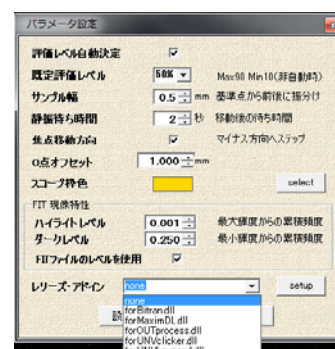 パラメータ設定
評価レベル自動決定
既定評価レベル 50% Max90 Min10(非自動時)
サンプル幅 0.5 mm 基準点から前後に振分け
静振待ち時間 2 秒 移動後の待ち時間
焦点移動方向 マイナス方向へステップ
0点オフセット 1.000 mm
スコープ枠色 select
FIT 現像特性
ハイライトレベル 0.001 最大輝度からの累積頻度
ダークレベル 0.250 最小輝度からの累積頻度
FITファイルのレベルを使用
レリーズ・アドイン none setup
none
forBitran.dll
forMaximDL.dll
forOUTprocess.dll
forUNVclicker.dll